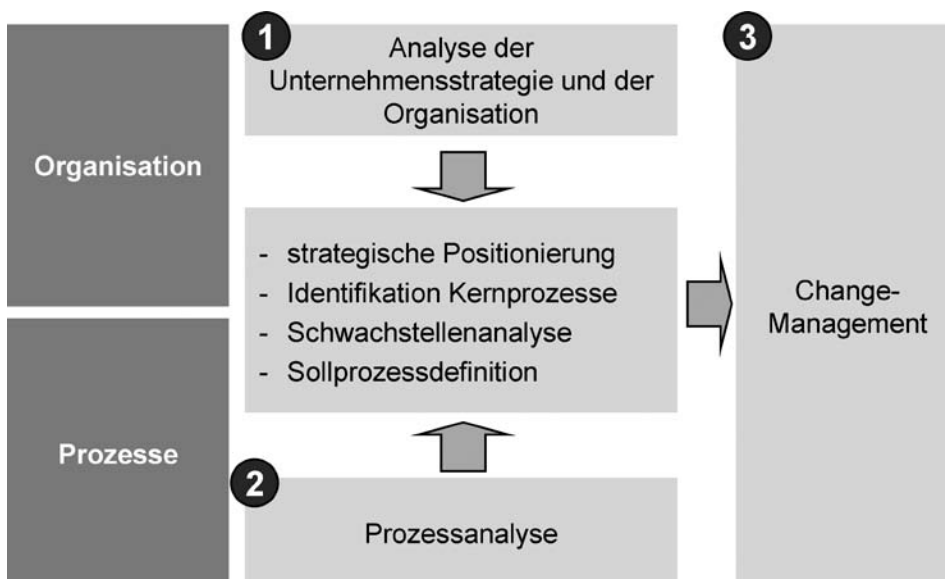 Organisation
Prozesse
1
Analyse der
Unternehmensstrategie und der
Organisation
- strategische Positionierung
- Identifikation Kernprozesse
- Schwachstellenanalyse
- Sollprozessdefinition
2
Prozessanalyse
3
Change-
Management